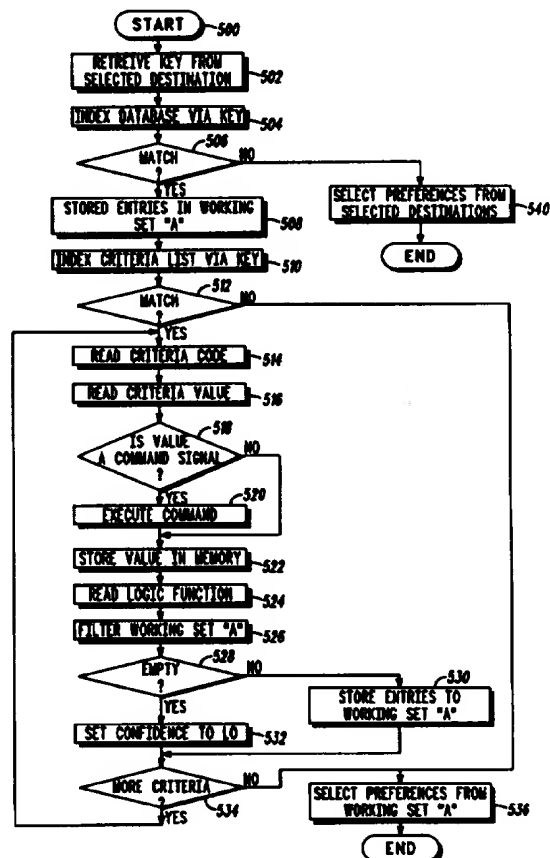 START
500
RETREIVE KEY FROM
SELECTED DESTINATION
502
INDEX DATABASE VIA KEY
504
506
MATCH
?
NO
YES
STORED ENTRIES IN WORKING
SET "A"
508
SELECT PREFERENCES FROM
SELECTED DESTINATIONS
540
END
INDEX CRITERIA LIST VIA KEY
510
512
MATCH
?
NO
YES
READ CRITERIA CODE
514
READ CRITERIA VALUE
516
518
IS VALUE
A COMMAND SIGNAL
?
NO
YES
520
EXECUTE COMMAND
STORE VALUE IN MEMORY
522
READ LOGIC FUNCTION
524
FILTER WORKING SET "A"
526
528
EMPTY
?
NO
YES
530
STORE ENTRIES TO
WORKING SET "A"
SET CONFIDENCE TO LO
532
MORE CRITERIA
?
NO
534
YES
SELECT PREFERENCES FROM
WORKING SET "A"
536
END